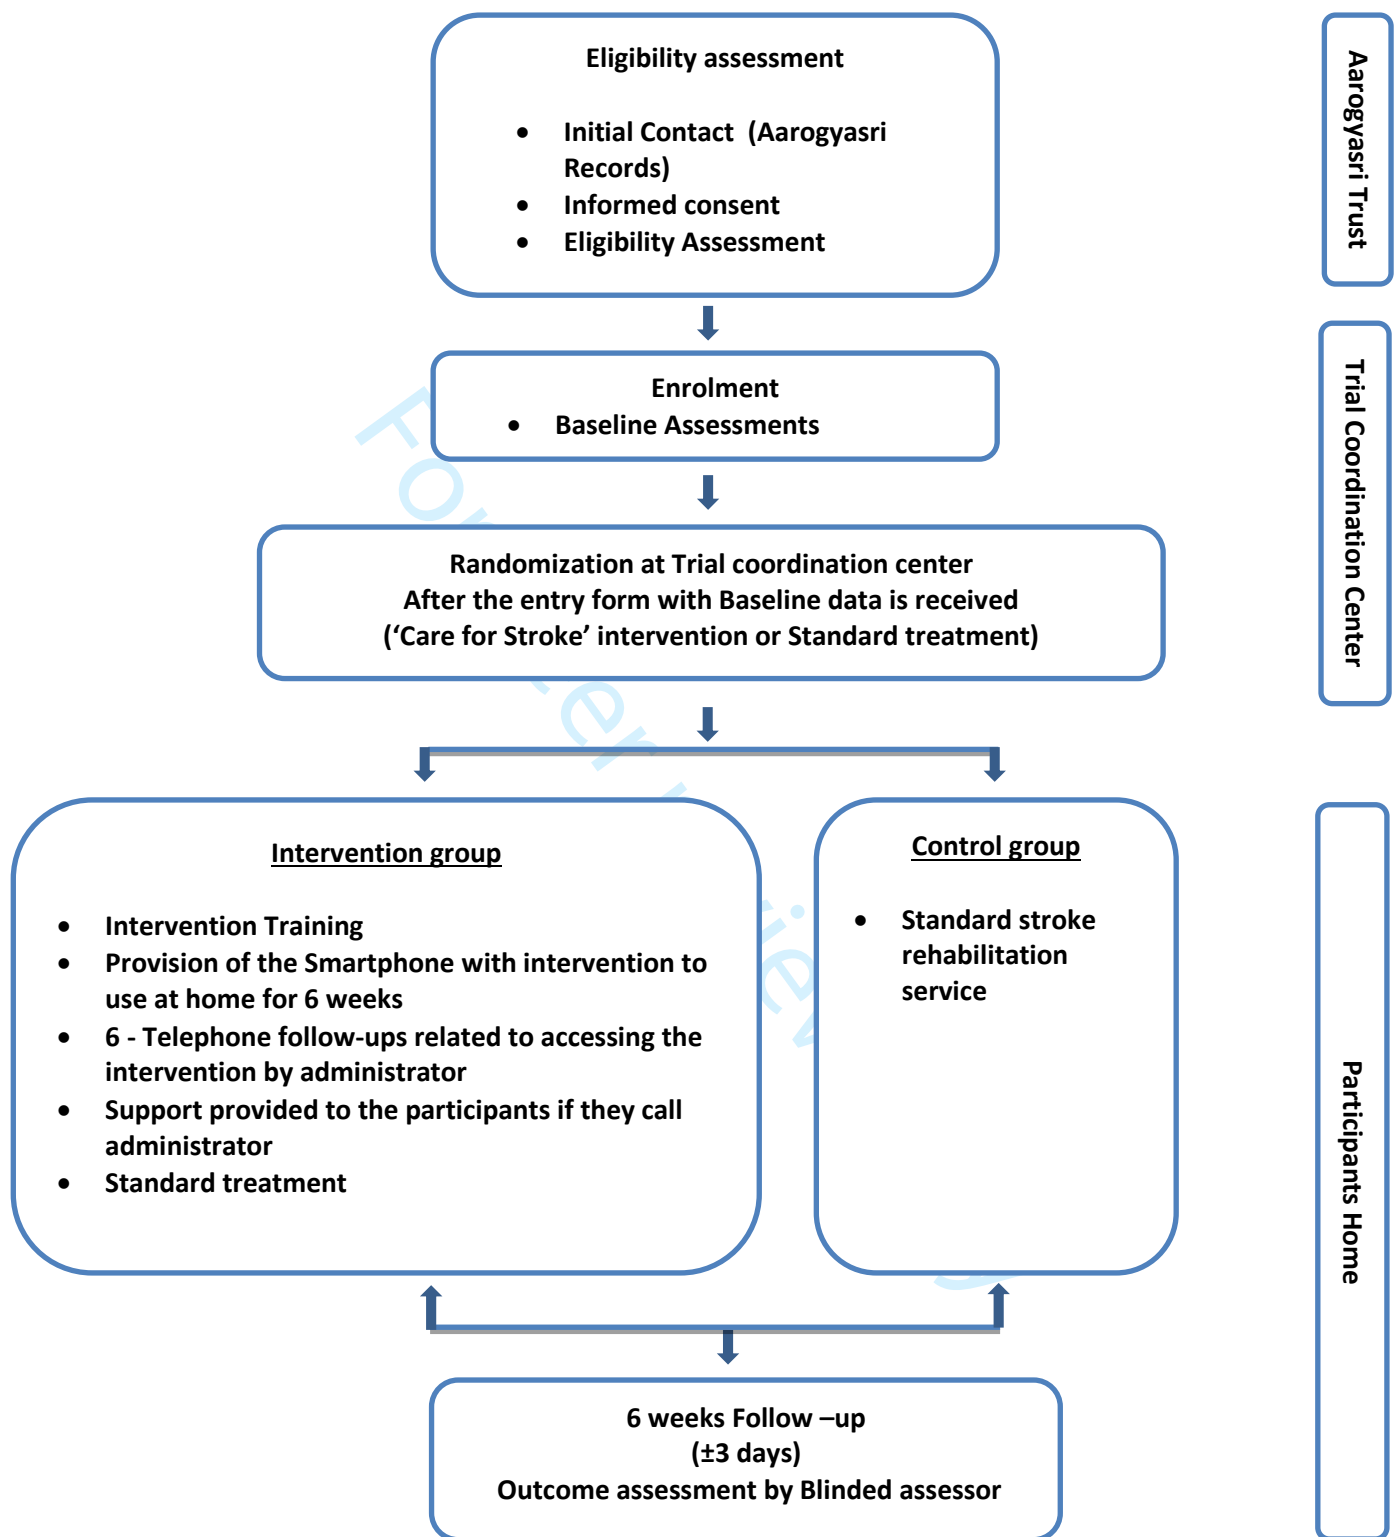 Eligibility assessment
• Initial Contact (Aarogyasri
Records)
• Informed consent
• Eligibility Assessment
Aarogyasri Trust
Enrolment
• Baseline Assessments
Randomization at Trial coordination center
After the entry form with Baseline data is received
(‘Care for Stroke’ intervention or Standard treatment)
Trial Coordination Center
Intervention group
• Intervention Training
• Provision of the Smartphone with intervention to
use at home for 6 weeks
• 6 - Telephone follow-ups related to accessing the
intervention by administrator
• Support provided to the participants if they call
administrator
• Standard treatment
Control group
• Standard stroke
rehabilitation
service
Participants Home
6 weeks Follow –up
(±3 days)
Outcome assessment by Blinded assessor